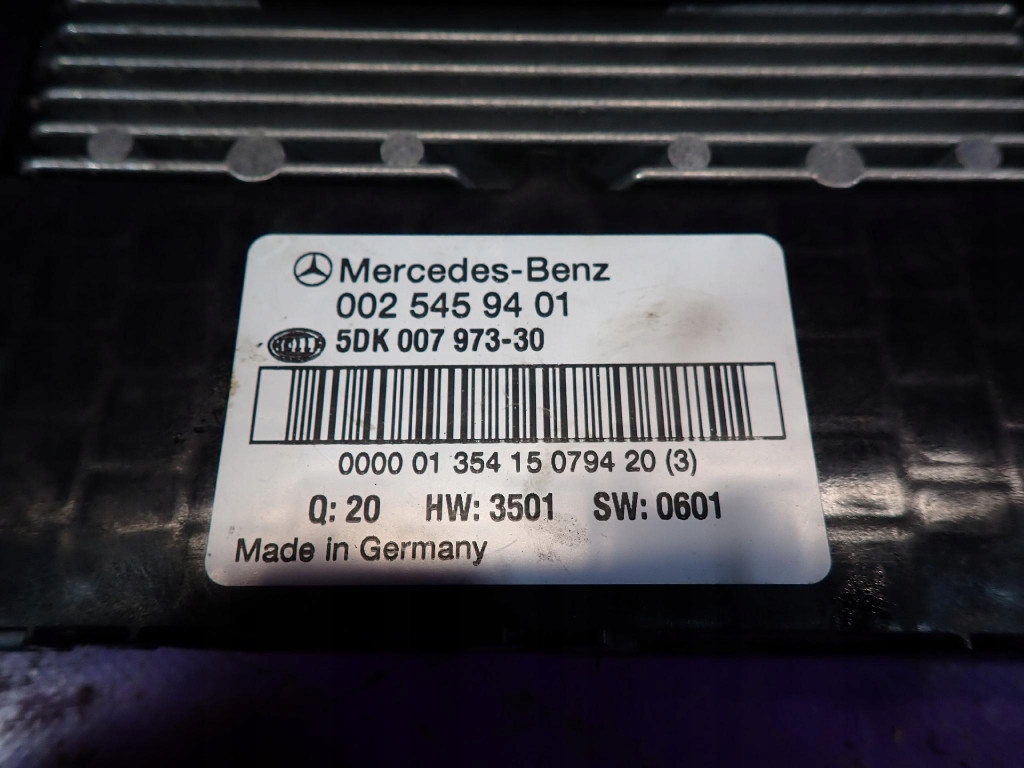 Mercedes-Benz
002 545 94 01
HELLA 5DK 007 973-30
0000 01 354 15 0794 20 (3)
Q: 20 HW: 3501 SW: 0601
Made in Germany